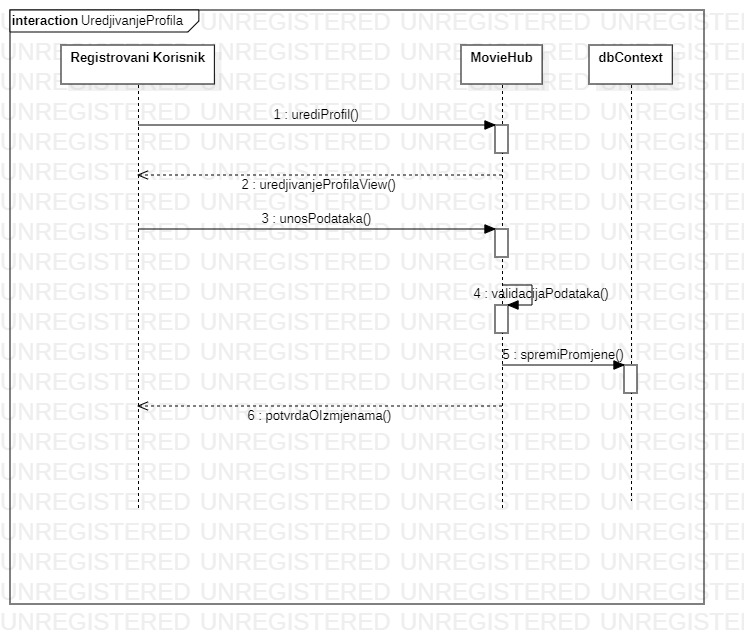 interaction UredjivanjeProfila
Registrovani Korisnik
MovieHub
dbContext
1 : urediProfil()
2 : uredjivanjeProfilaView()
3 : unosPodataka()
4 : validacijaPodataka()
5 : spremiPromjene()
6 : potvrdaOIzmjenama()
UNREGISTERED UNREGISTERED UNREGISTERED UNREGISTERED